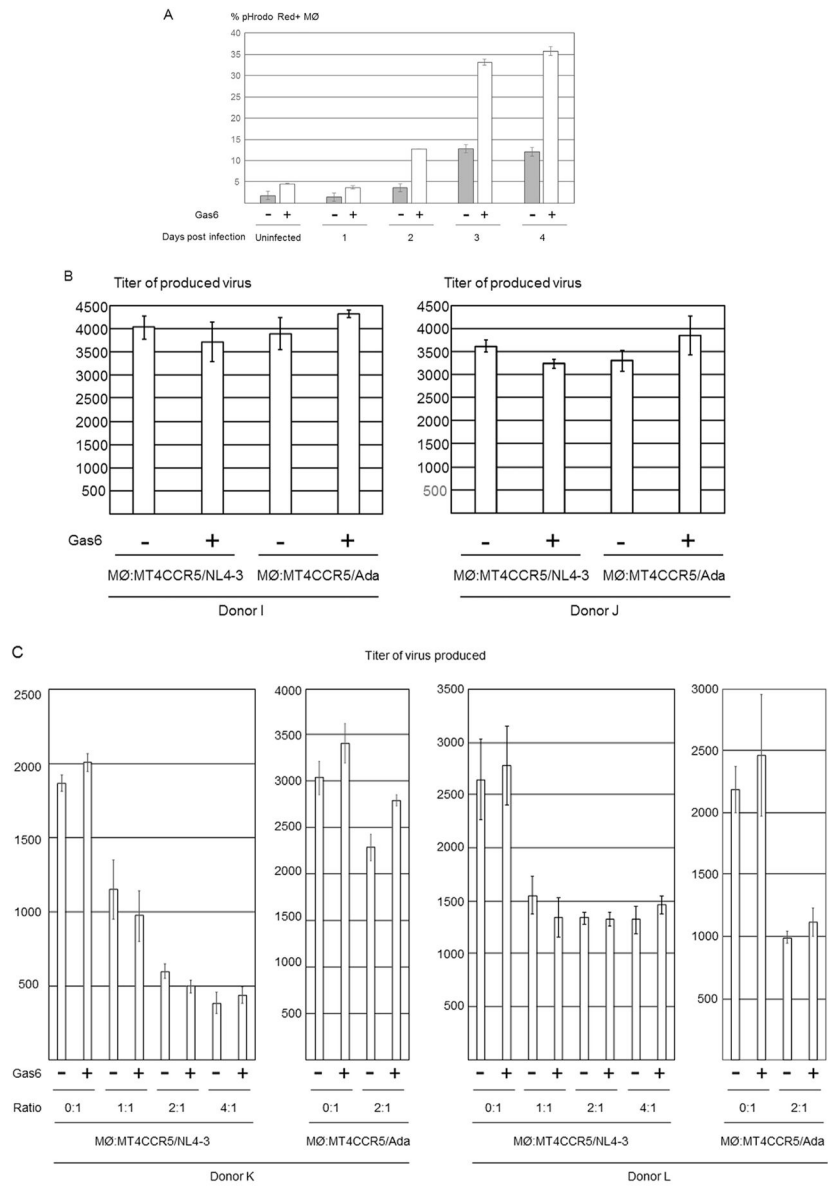 A
% pHrodo Red+ MØ
40
35
30
25
20
15
10
5
Gas6 - + - + - + - + - +
Days post infection Uninfected 1 2 3 4
B
Titer of produced virus
4500
4000
3500
3000
2500
2000
1500
1000
500
Gas6 - + - +
MØ:MT4CCR5/NL4-3 MØ:MT4CCR5/Ada
Donor I
Titer of produced virus
4500
4000
3500
3000
2500
2000
1500
1000
500
- + - +
MØ:MT4CCR5/NL4-3 MØ:MT4CCR5/Ada
Donor J
C
Titer of virus produced
2500
2000
1500
1000
500
Gas6 - + - + - + - +
Ratio 0:1 1:1 2:1 4:1
MØ:MT4CCR5/NL4-3
4000
3500
3000
2500
2000
1500
1000
500
- + - +
0:1 2:1
MØ:MT4CCR5/Ada
Donor K
3500
3000
2500
2000
1500
1000
500
- + - + - + - +
0:1 1:1 2:1 4:1
MØ:MT4CCR5/NL4-3
3000
2500
2000
1500
1000
500
- + - +
0:1 2:1
MØ:MT4CCR5/Ada
Donor L